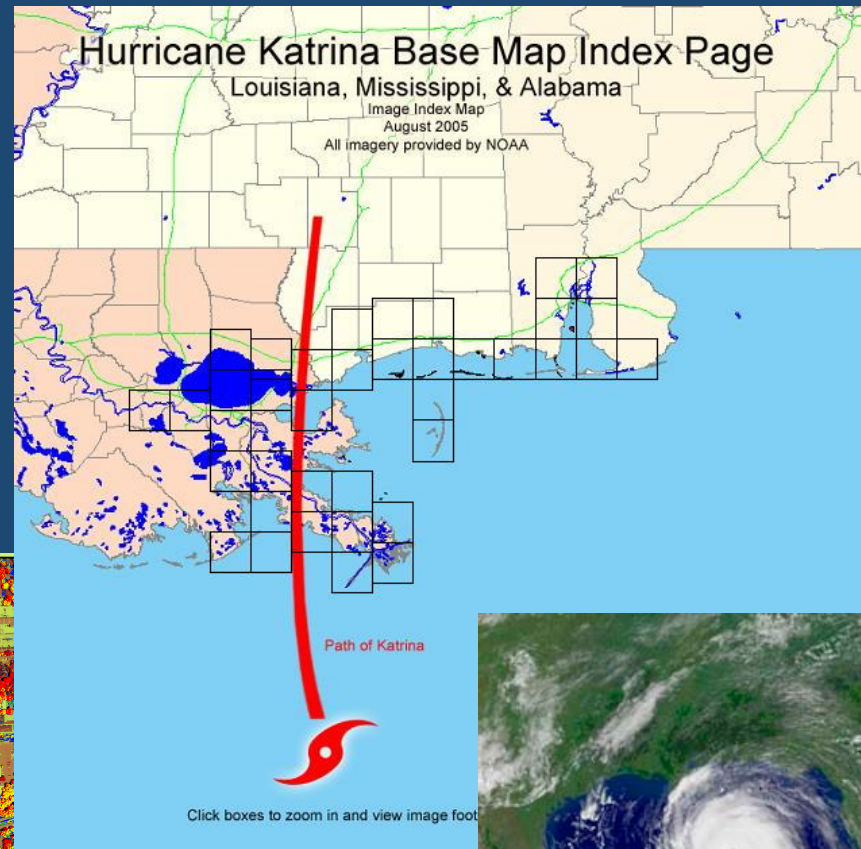 Hurricane Katrina Base Map Index Page
Louisiana, Mississippi, & Alabama
Image Index Map
August 2005
All imagery provided by NOAA
Path of Katrina
Click boxes to zoom in and view image foot